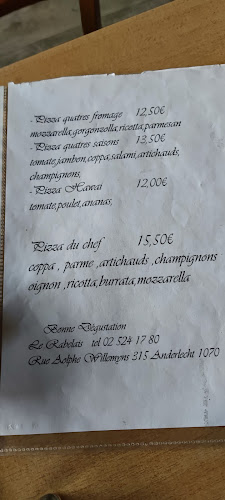 -Pizza quatres fromage 12,50€
mozzarella,gorgonzolla,ricotta,parmesan
-Pizza quatres saisons 13,50€
tomate,jambon,coppa,salami,artichauds,
champignons,
-Pizza Hawai 12,00€
tomate,poulet,ananas,
Pizza du chef 15,50€
coppa , parme ,artichauds ,champignons
oignon ,ricotta,burrata,mozzarella
Bonne Dégustation
Le Rabelais tel 02 524 17 80
Rue Aolphe Willemyns 315 Anderlecht 1070